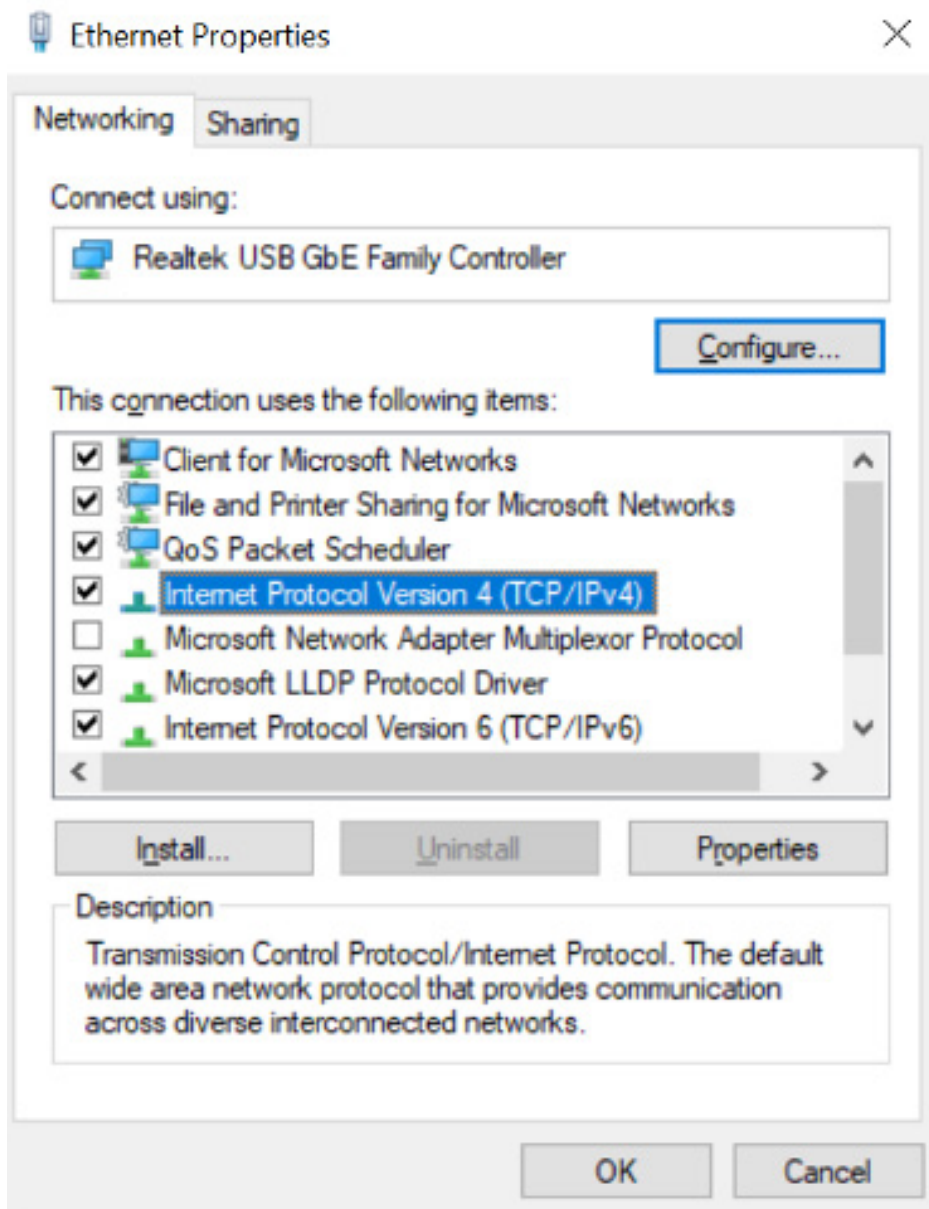 Ethernet Properties
Networking
Sharing
Connect using:
Realtek USB GbE Family Controller
Configure...
This connection uses the following items:
Client for Microsoft Networks
File and Printer Sharing for Microsoft Networks
QoS Packet Scheduler
Internet Protocol Version 4 (TCP/IPv4)
Microsoft Network Adapter Multiplexor Protocol
Microsoft LLDP Protocol Driver
Internet Protocol Version 6 (TCP/IPv6)
Install...
Uninstall
Properties
Description
Transmission Control Protocol/Internet Protocol. The default
wide area network protocol that provides communication
across diverse interconnected networks.
OK
Cancel